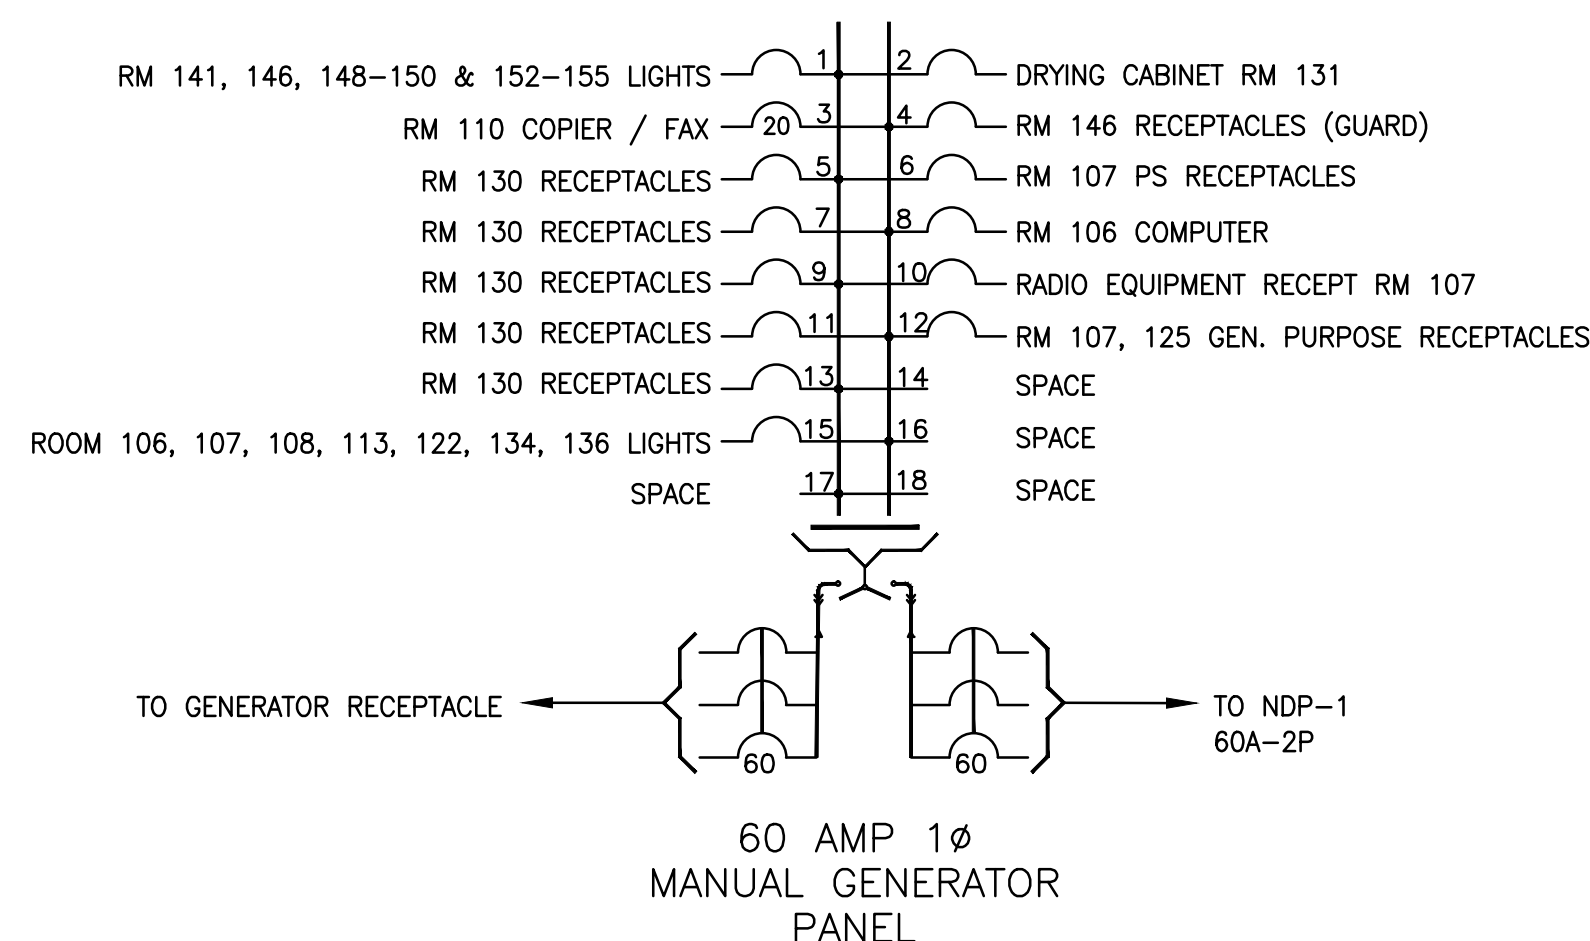 RM 141, 146, 148-150 & 152-155 LIGHTS 1 2 DRYING CABINET RM 131
RM 110 COPIER / FAX 20 3 4 RM 146 RECEPTACLES (GUARD)
RM 130 RECEPTACLES 5 6 RM 107 PS RECEPTACLES
RM 130 RECEPTACLES 7 8 RM 106 COMPUTER
RM 130 RECEPTACLES 9 10 RADIO EQUIPMENT RECEPT RM 107
RM 130 RECEPTACLES 11 12 RM 107, 125 GEN. PURPOSE RECEPTACLES
RM 130 RECEPTACLES 13 14 SPACE
ROOM 106, 107, 108, 113, 122, 134, 136 LIGHTS 15 16 SPACE
SPACE 17 18 SPACE
TO GENERATOR RECEPTACLE
60
60
TO NDP-1
60A-2P
60 AMP 1ø
MANUAL GENERATOR
PANEL